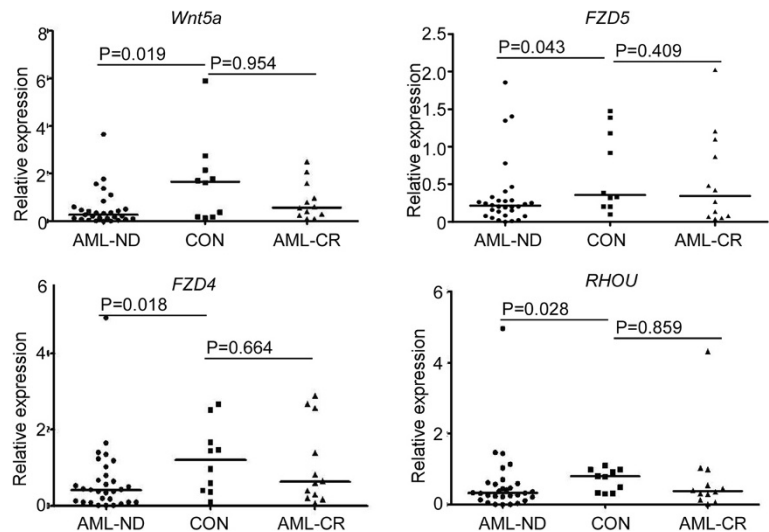 Wnt5a
8
6
4
2
0
Relative expression
P=0.019
P=0.954
AML-ND CON AML-CR
FZD5
2.5
2.0
1.5
1.0
0.5
0
Relative expression
P=0.043
P=0.409
AML-ND CON AML-CR
FZD4
6
4
2
0
Relative expression
P=0.018
P=0.664
AML-ND CON AML-CR
RHOU
6
4
2
0
Relative expression
P=0.028
P=0.859
AML-ND CON AML-CR